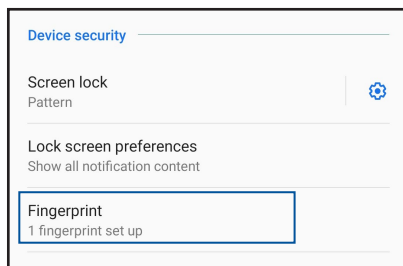 Device security
Screen lock
Pattern
Lock screen preferences
Show all notification content
Fingerprint
1 fingerprint set up